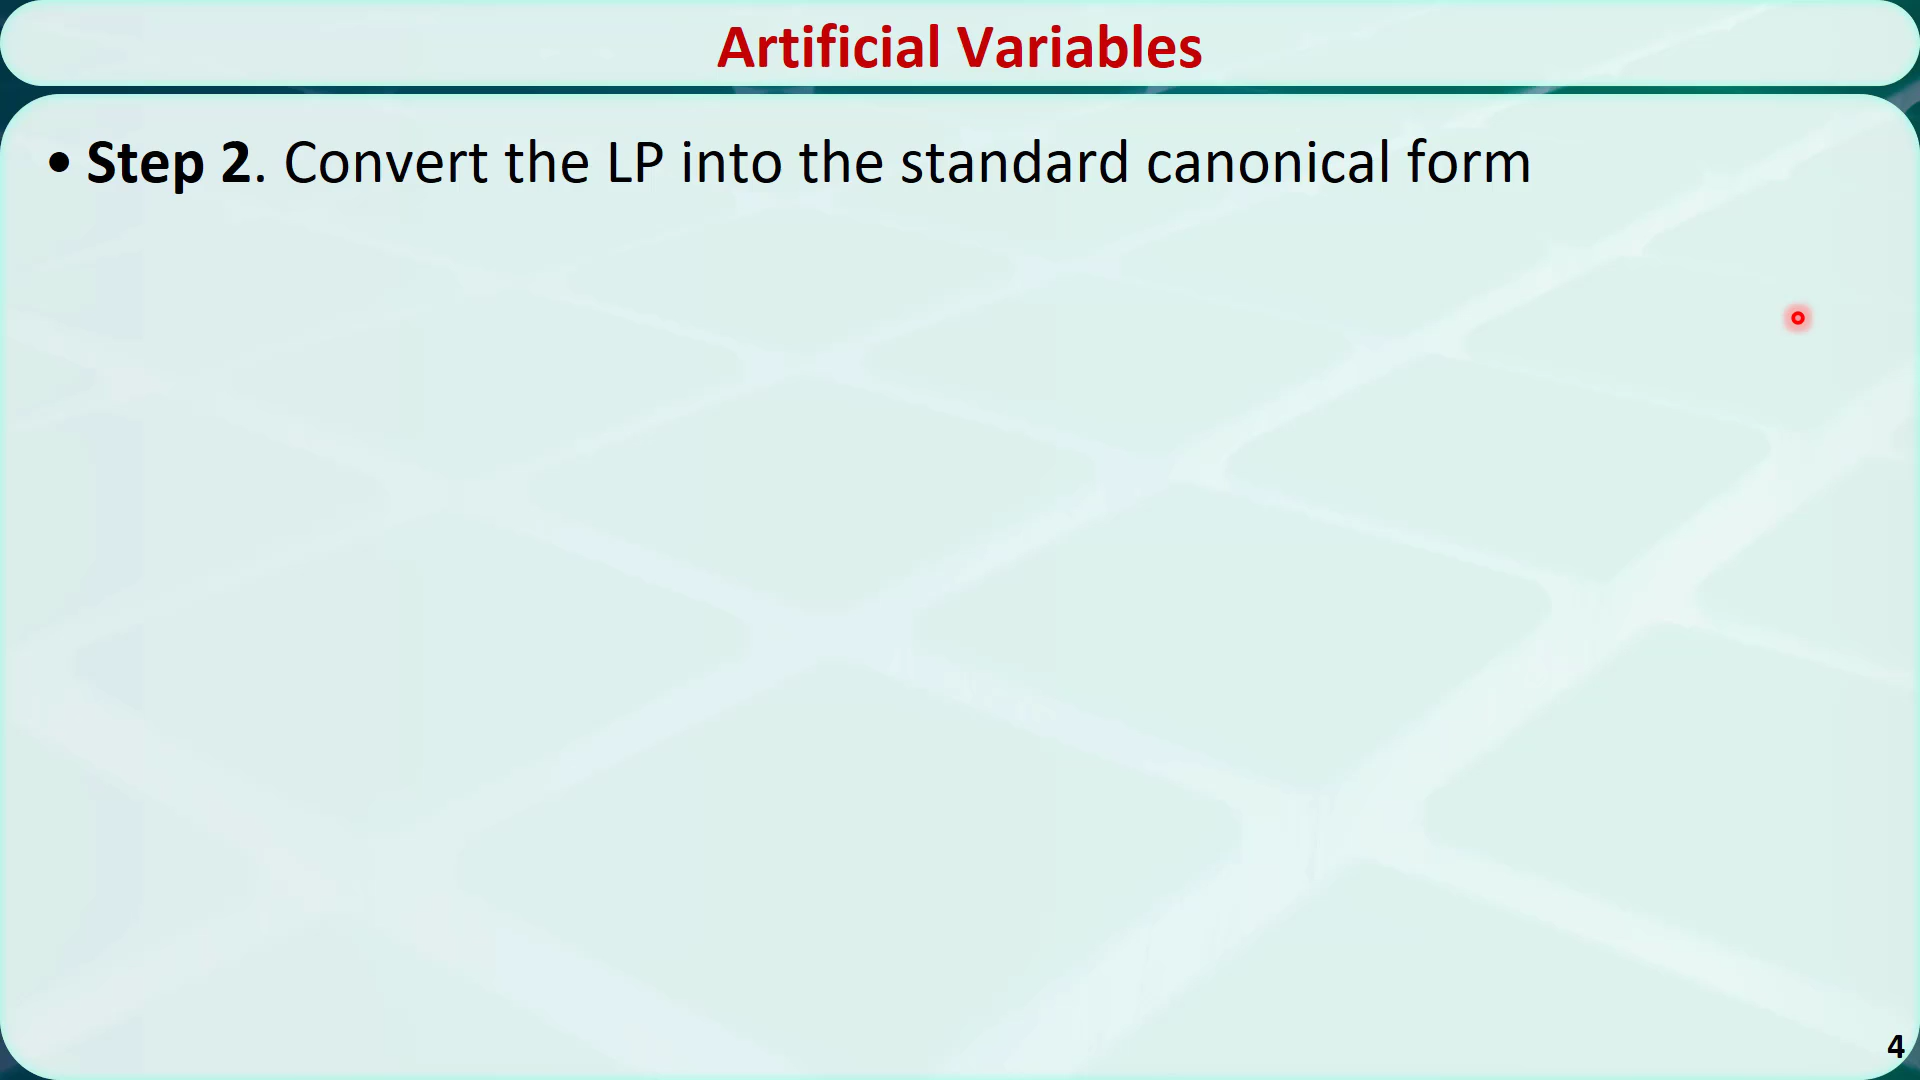 Artificial Variables
• Step 2. Convert the LP into the standard canonical form
4